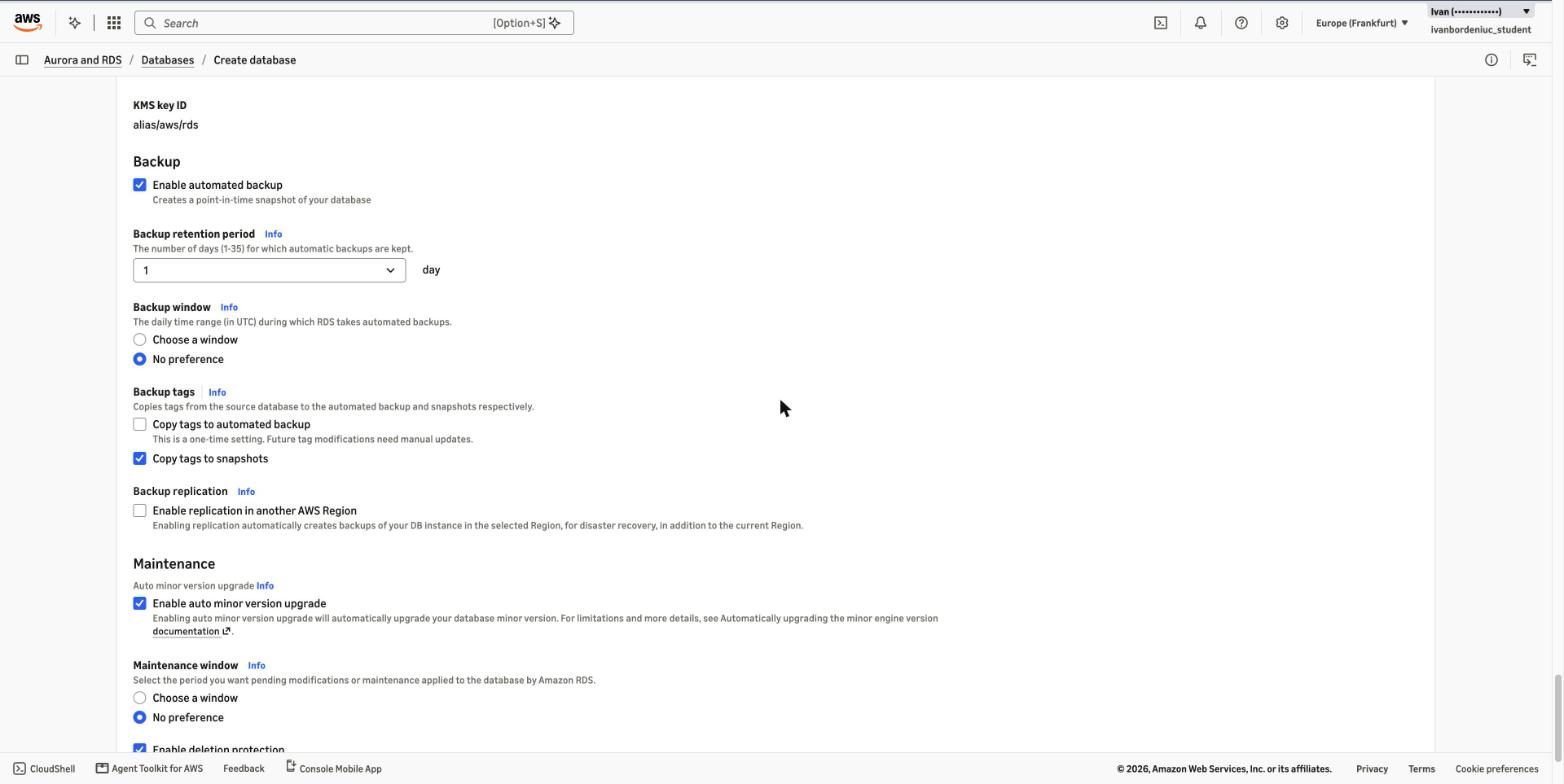 aws
Search
[Option+S]
Europe (Frankfurt)
Ivan (••••••••••••)
ivanbordeniuc_student
Aurora and RDS / Databases / Create database
KMS key ID
alias/aws/rds
Backup
Enable automated backup
Creates a point-in-time snapshot of your database
Backup retention period Info
The number of days (1-35) for which automatic backups are kept.
1 day
Backup window Info
The daily time range (in UTC) during which RDS takes automated backups.
Choose a window
No preference
Backup tags Info
Copies tags from the source database to the automated backup and snapshots respectively.
Copy tags to automated backup
This is a one-time setting. Future tag modifications need manual updates.
Copy tags to snapshots
Backup replication Info
Enable replication in another AWS Region
Enabling replication automatically creates backups of your DB instance in the selected Region, for disaster recovery, in addition to the current Region.
Maintenance
Auto minor version upgrade Info
Enable auto minor version upgrade
Enabling auto minor version upgrade will automatically upgrade your database minor version. For limitations and more details, see Automatically upgrading the minor engine version
documentation.
Maintenance window Info
Select the period you want pending modifications or maintenance applied to the database by Amazon RDS.
Choose a window
No preference
Enable deletion protection
CloudShell Agent Toolkit for AWS Feedback Console Mobile App © 2026, Amazon Web Services, Inc. or its affiliates. Privacy Terms Cookie preferences